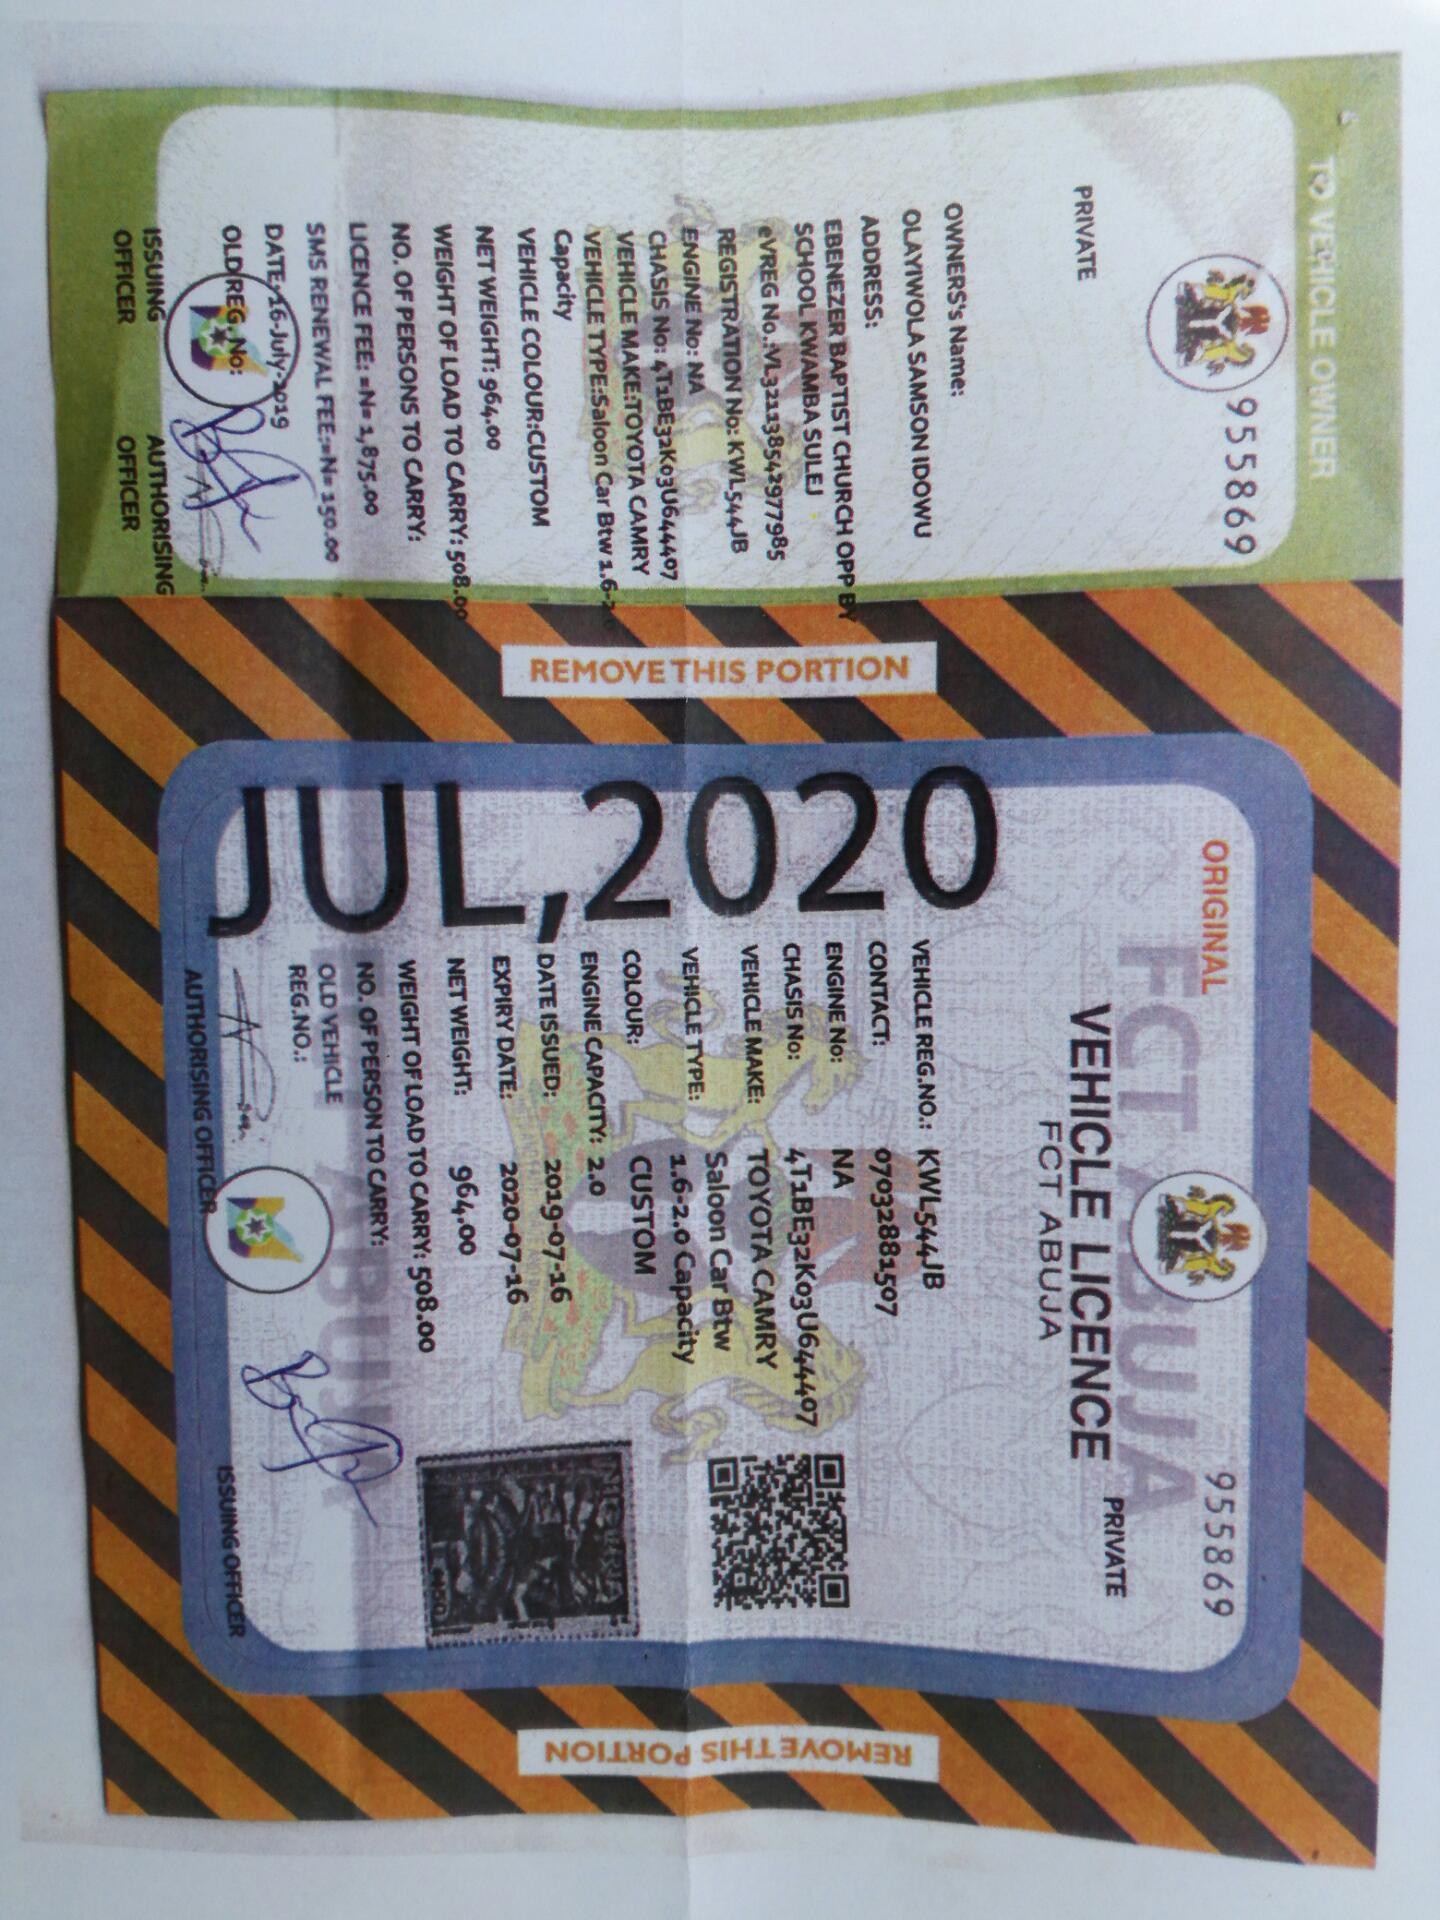 TO VEHICLE OWNER
9558869
PRIVATE
OWNERS's Name:
OLAYIWOLA SAMSON IDOWU
ADDRESS:
EBENEZER BAPTIST CHURCH OPP BY
SCHOOL KWAMBA SULEJ
eVREG No.:VL321138542977985
REGISTRATION No: KWL544JB
ENGINE No: NA
CHASIS No: 4T1BE32K03U644407
VEHICLE MAKE:TOYOTA CAMRY
VEHICLE TYPE:Saloon Car Btw 1.6-2
Capacity
VEHICLE COLOUR:CUSTOM
NET WEIGHT: 964.00
WEIGHT OF LOAD TO CARRY: 508.00
NO. OF PERSONS TO CARRY:
LICENCE FEE: =N= 1,875.00
SMS RENEWAL FEE:=N= 150.00
DATE:16-July-2019
OLD REG. No:
ISSUING
OFFICER
AUTHORISING
OFFICER
REMOVE THIS PORTION
ORIGINAL
9558869
FCT ABUJA
VEHICLE LICENCE
PRIVATE
FCT ABUJA
JUL,2020
VEHICLE REG.NO.: KWL544JB
CONTACT: 07032881507
ENGINE No: NA
CHASIS No: 4T1BE32K03U644407
VEHICLE MAKE: TOYOTA CAMRY
VEHICLE TYPE: Saloon Car Btw
1.6-2.0 Capacity
COLOUR: CUSTOM
ENGINE CAPACITY: 2.0
DATE ISSUED: 2019-07-16
EXPIRY DATE: 2020-07-16
NET WEIGHT: 964.00
WEIGHT OF LOAD TO CARRY: 508.00
NO. OF PERSON TO CARRY:
OLD VEHICLE
REG.NO.:
AUTHORISING OFFICER
ISSUING OFFICER
NIGERIA
REMOVE THIS PORTION